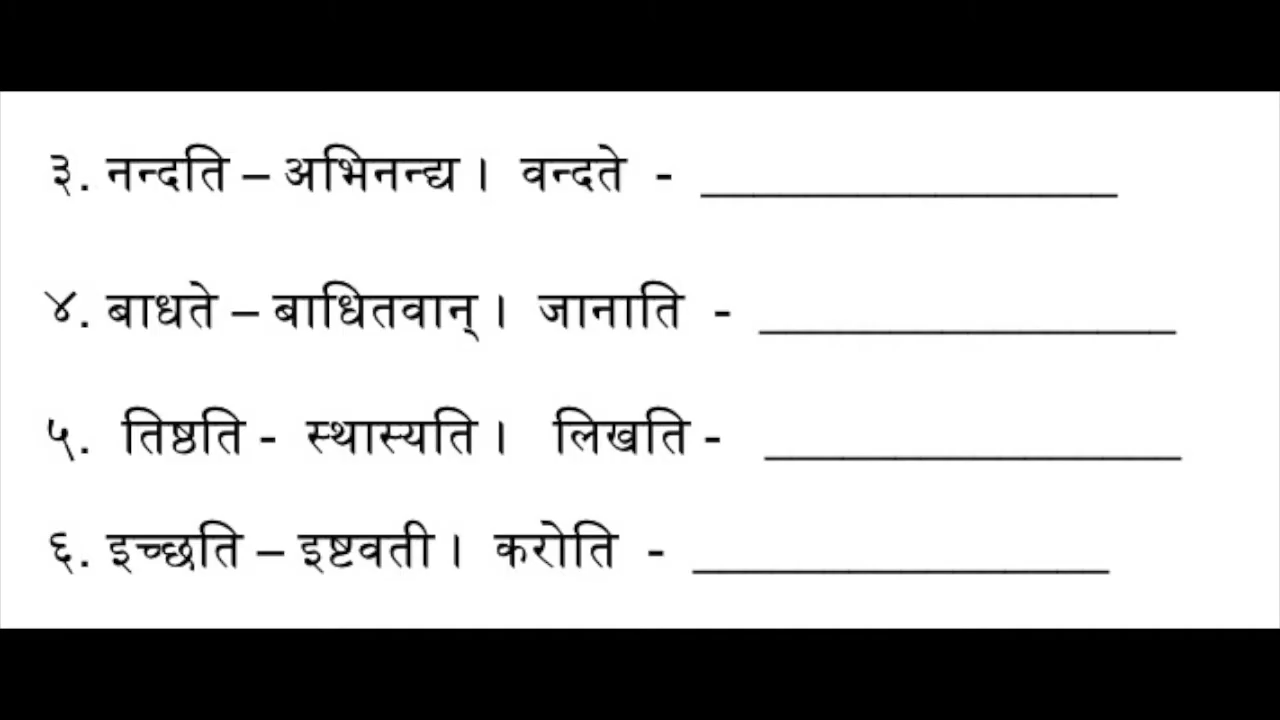 ३. नन्दति – अभिनन्द्य । वन्दते - ________________
४. बाधते – बाधितवान् । जानाति - ________________
५. तिष्ठति - स्थास्यति । लिखति - ________________
६. इच्छति – इष्टवती । करोति - ________________